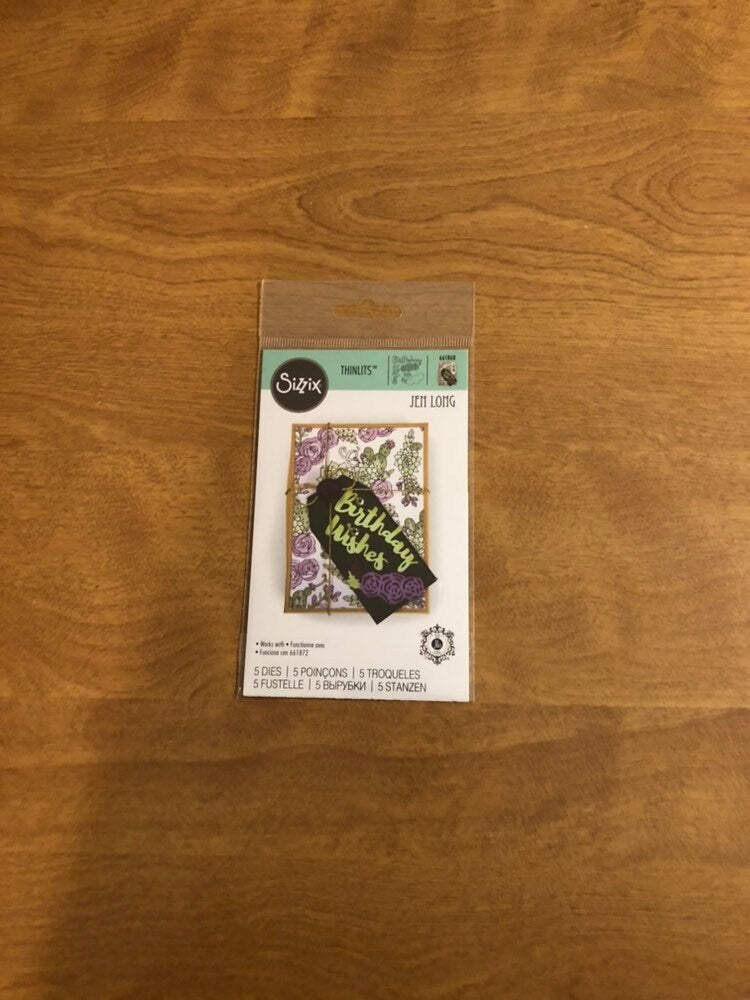 Sizzix
THINLITS™
Birthday
661868
JEN LONG
Birthday
Wishes
• Works with • Fonctionne avec
• Funciona con 661872
5 DIES | 5 POINÇONS | 5 TROQUELES
5 FUSTELLE | 5 ВЫРУБКИ | 5 STANZEN